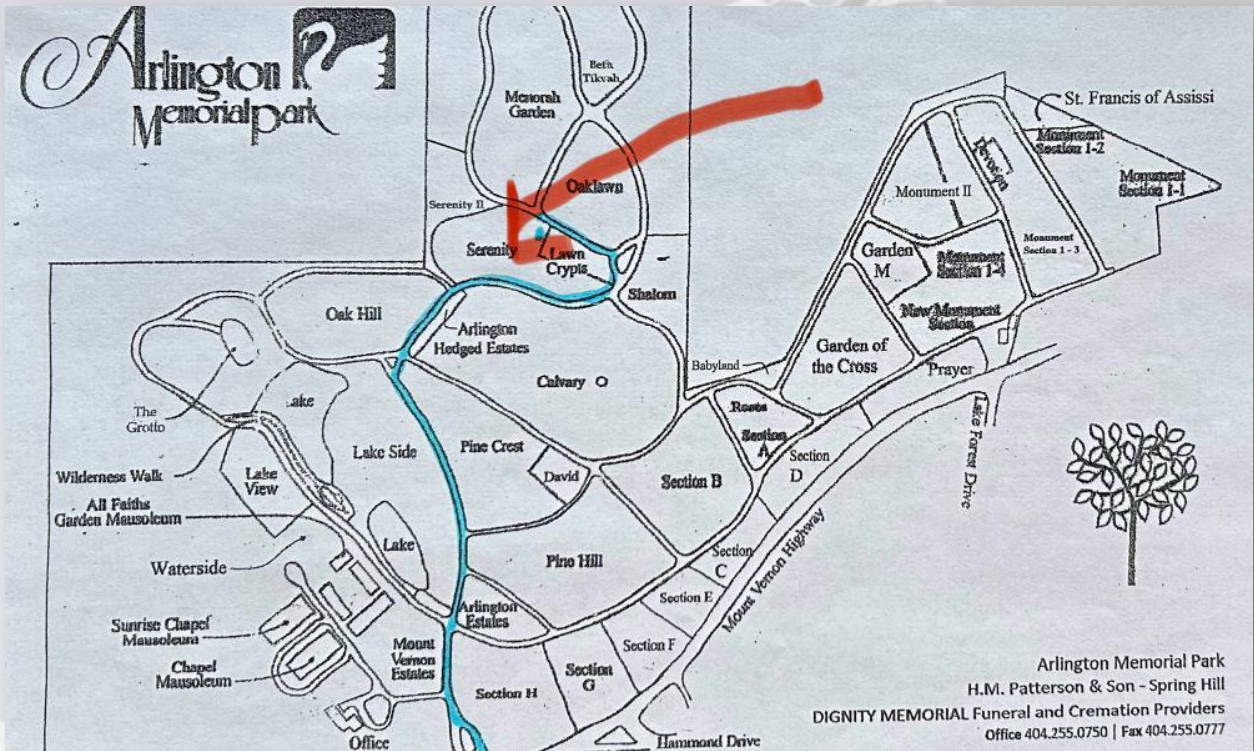 Arlington
Memorial Park
Beth
Tikvah
Menorah
Garden
Oaklawn
Serenity II
Serenity
Lawn
Crypts
Shalom
St. Francis of Assissi
Monument
Section 1-2
Devotion
Monument
Section 1-1
Monument II
Monument
Section 1 - 3
Garden
M
Monument
Section 1-4
New Monument
Section
Oak Hill
Arlington
Hedged Estates
Garden of
the Cross
Prayer
Babyland
Calvary
The
Grotto
Lake
Lake Side
Pine Crest
David
Section B
Section
A
Section
D
Lake Forest Drive
Wilderness Walk
Lake
View
All Faiths
Garden Mausoleum
Waterside
Lake
Pine Hill
Section
C
Section E
Mount Vernon Highway
Arlington
Estates
Section F
Sunrise Chapel
Mausoleum
Chapel
Mausoleum
Mount
Vernon
Estates
Section H
Section
G
Office
Hammond Drive
Arlington Memorial Park
H.M. Patterson & Son - Spring Hill
DIGNITY MEMORIAL Funeral and Cremation Providers
Office 404.255.0750 | Fax 404.255.0777